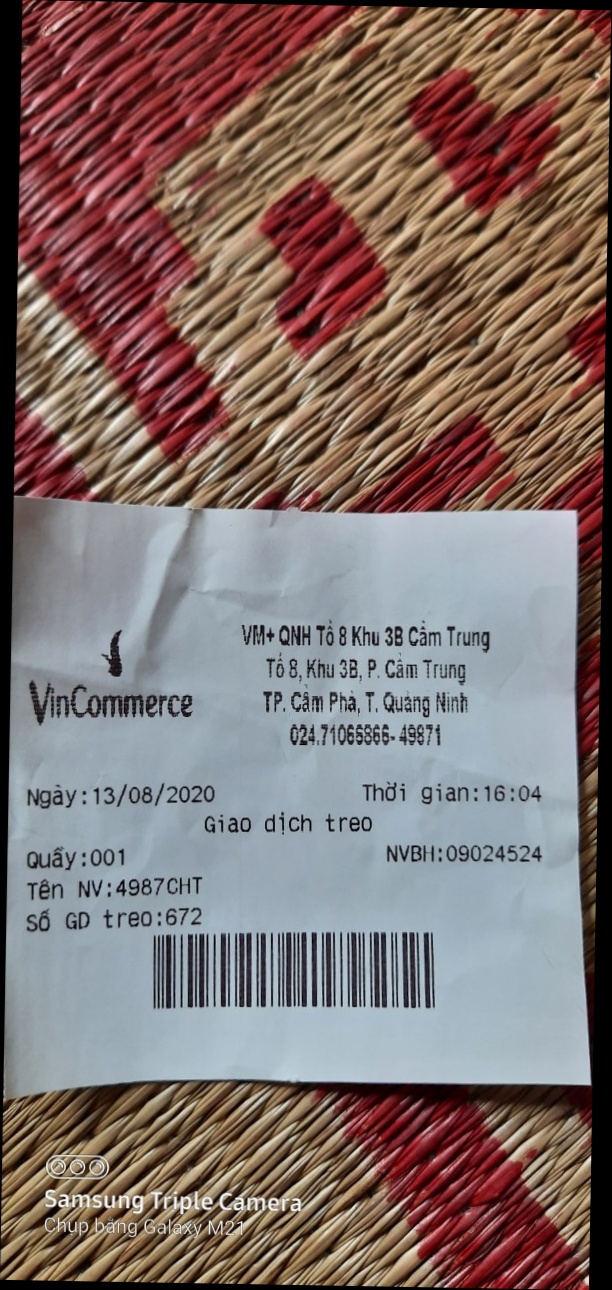 VinCommerce
VM+ QNH Tổ 8 Khu 3B Cẩm Trung
Tổ 8, Khu 3B, P. Cẩm Trung
TP. Cẩm Phả, T. Quảng Ninh
024.71066866- 49871
Ngày:13/08/2020 Thời gian:16:04
Giao dịch treo
Quầy:001 NVBH:09024524
Tên NV:4987CHT
Số GD treo:672
Samsung Triple Camera
Chụp bằng Galaxy M21